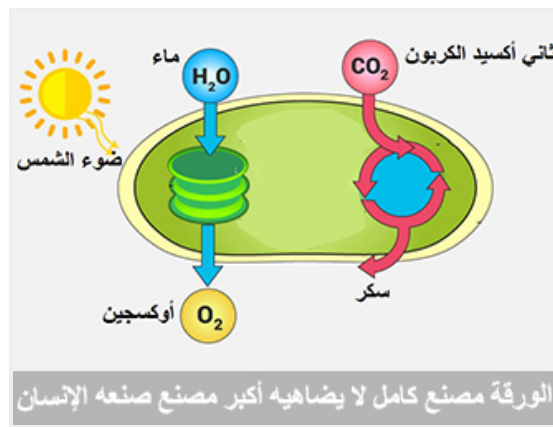 ثاني أكسيد الكربون
CO2
ماء
H2O
ضوء الشمس
سكر
أوكسجين
O2
الورقة مصنع كامل لا يضاهيه أكبر مصنع صنعه الإنسان